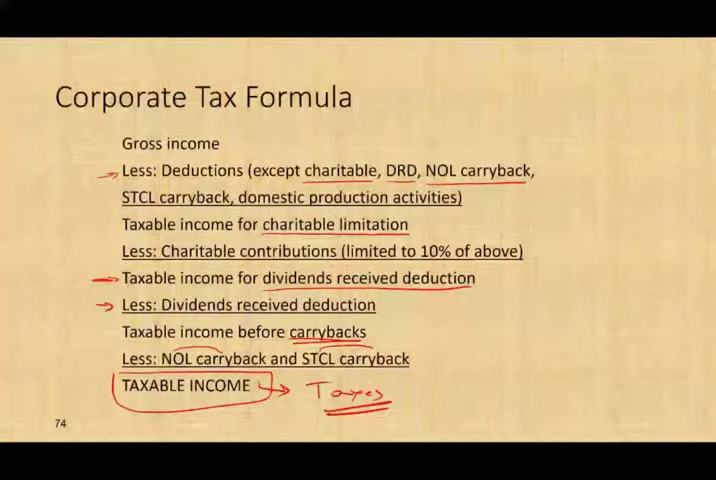 Corporate Tax Formula
Gross income
Less: Deductions (except charitable, DRD, NOL carryback,
STCL carryback, domestic production activities)
Taxable income for charitable limitation
Less: Charitable contributions (limited to 10% of above)
Taxable income for dividends received deduction
Less: Dividends received deduction
Taxable income before carrybacks
Less: NOL carryback and STCL carryback
TAXABLE INCOME → Taxes
74